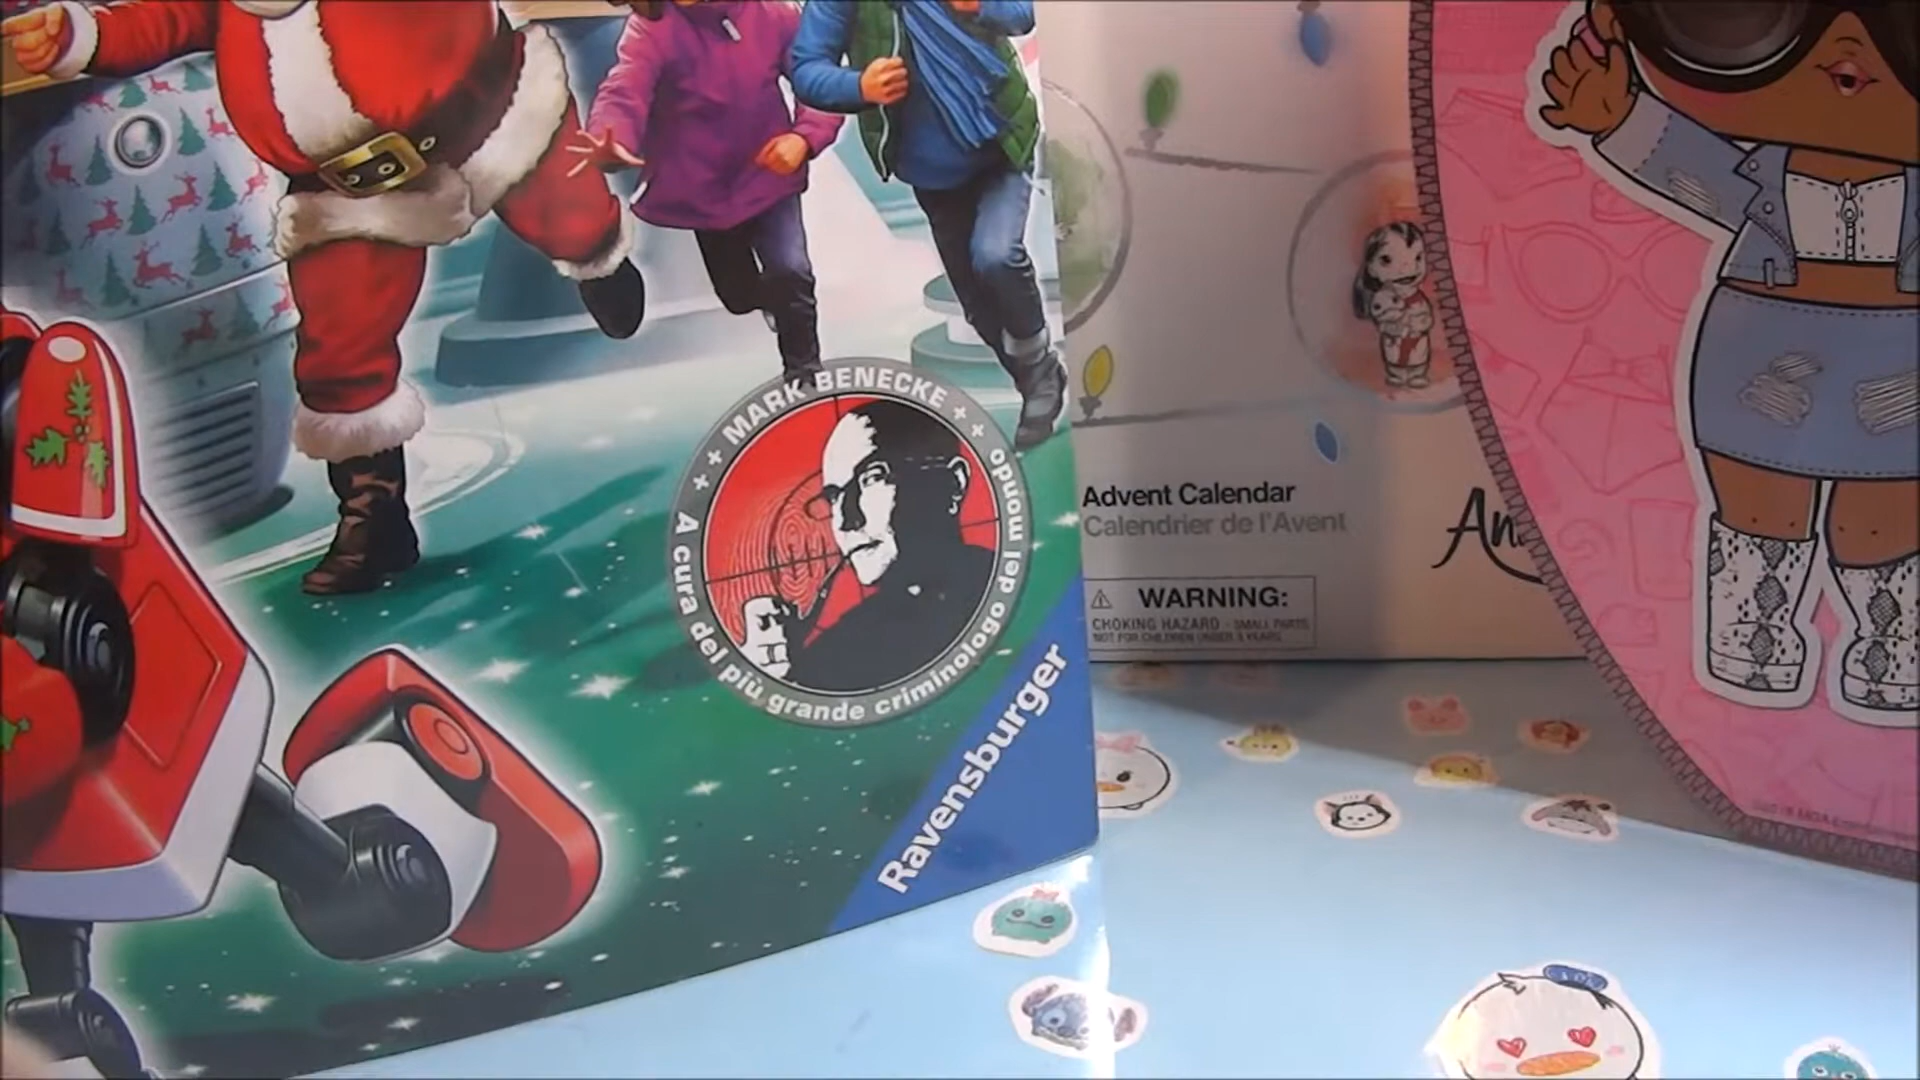 MARK BENECKE
A cura del più grande criminologo del mondo
Ravensburger
Advent Calendar
Calendrier de l'Avent
WARNING:
CHOKING HAZARD - SMALL PARTS
NOT FOR CHILDREN UNDER 3 YEARS